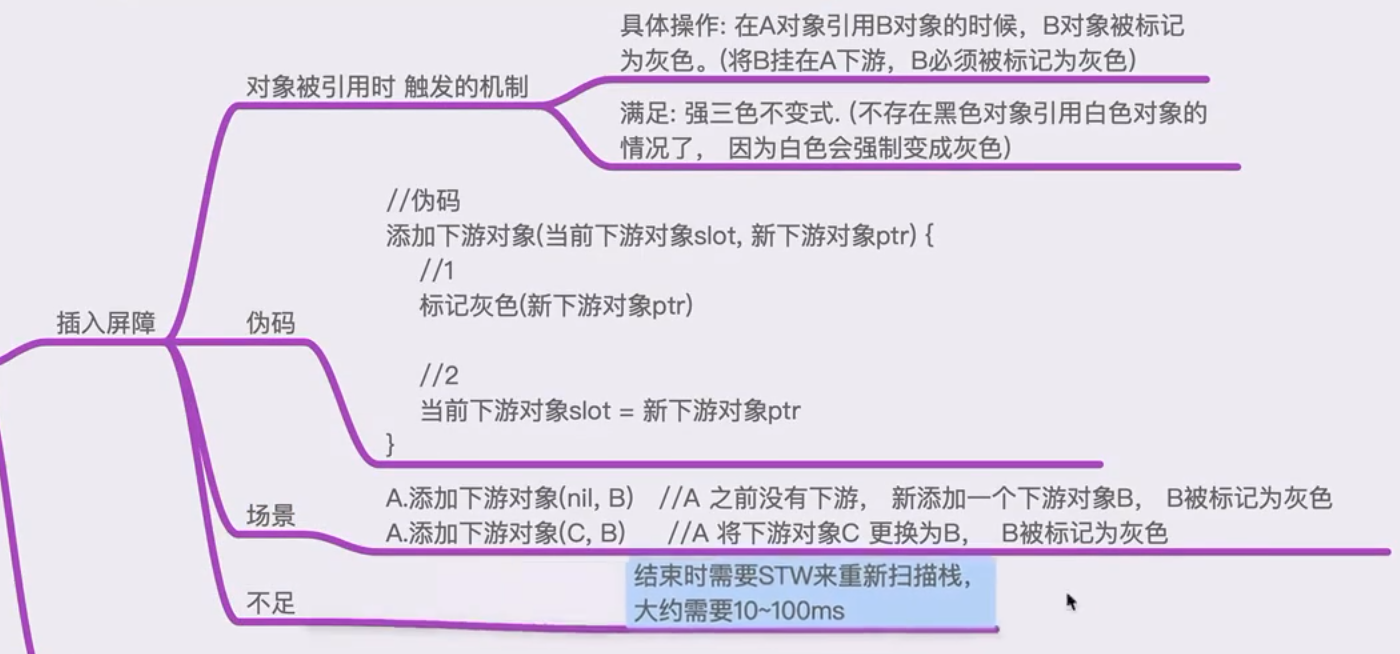 具体操作: 在A对象引用B对象的时候，B对象被标记
为灰色。(将B挂在A下游，B必须被标记为灰色)
对象被引用时 触发的机制
满足: 强三色不变式. (不存在黑色对象引用白色对象的
情况了， 因为白色会强制变成灰色)
//伪码
添加下游对象(当前下游对象slot, 新下游对象ptr) {
//1
标记灰色(新下游对象ptr)
插入屏障
伪码
//2
当前下游对象slot = 新下游对象ptr
}
场景
A.添加下游对象(nil, B) //A 之前没有下游， 新添加一个下游对象B， B被标记为灰色
A.添加下游对象(C, B) //A 将下游对象C 更换为B， B被标记为灰色
不足
结束时需要STW来重新扫描栈，
大约需要10~100ms